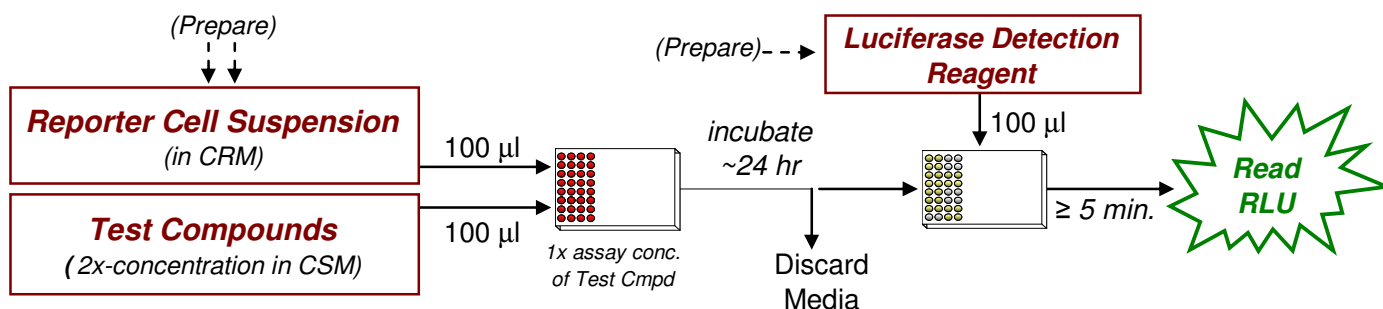 (Prepare)
Reporter Cell Suspension
(in CRM)
100 µl
Test Compounds
( 2x-concentration in CSM)
100 µl
1x assay conc.
of Test Cmpd
incubate
~24 hr
Discard
Media
(Prepare)
Luciferase Detection
Reagent
100 µl
≥ 5 min.
Read
RLU